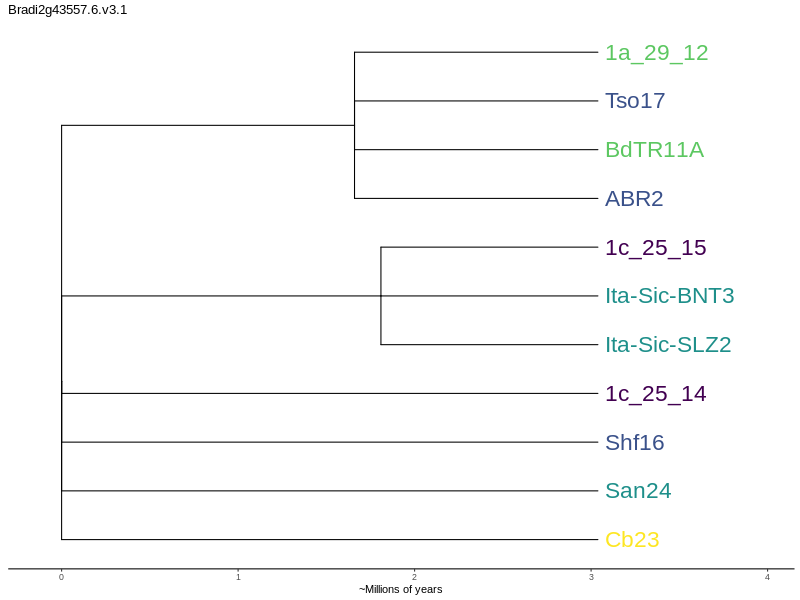 Bradi2g43557.6.v3.1
1a_29_12
Tso17
BdTR11A
ABR2
1c_25_15
Ita-Sic-BNT3
Ita-Sic-SLZ2
1c_25_14
Shf16
San24
Cb23
0 1 2 3 4
~Millions of years